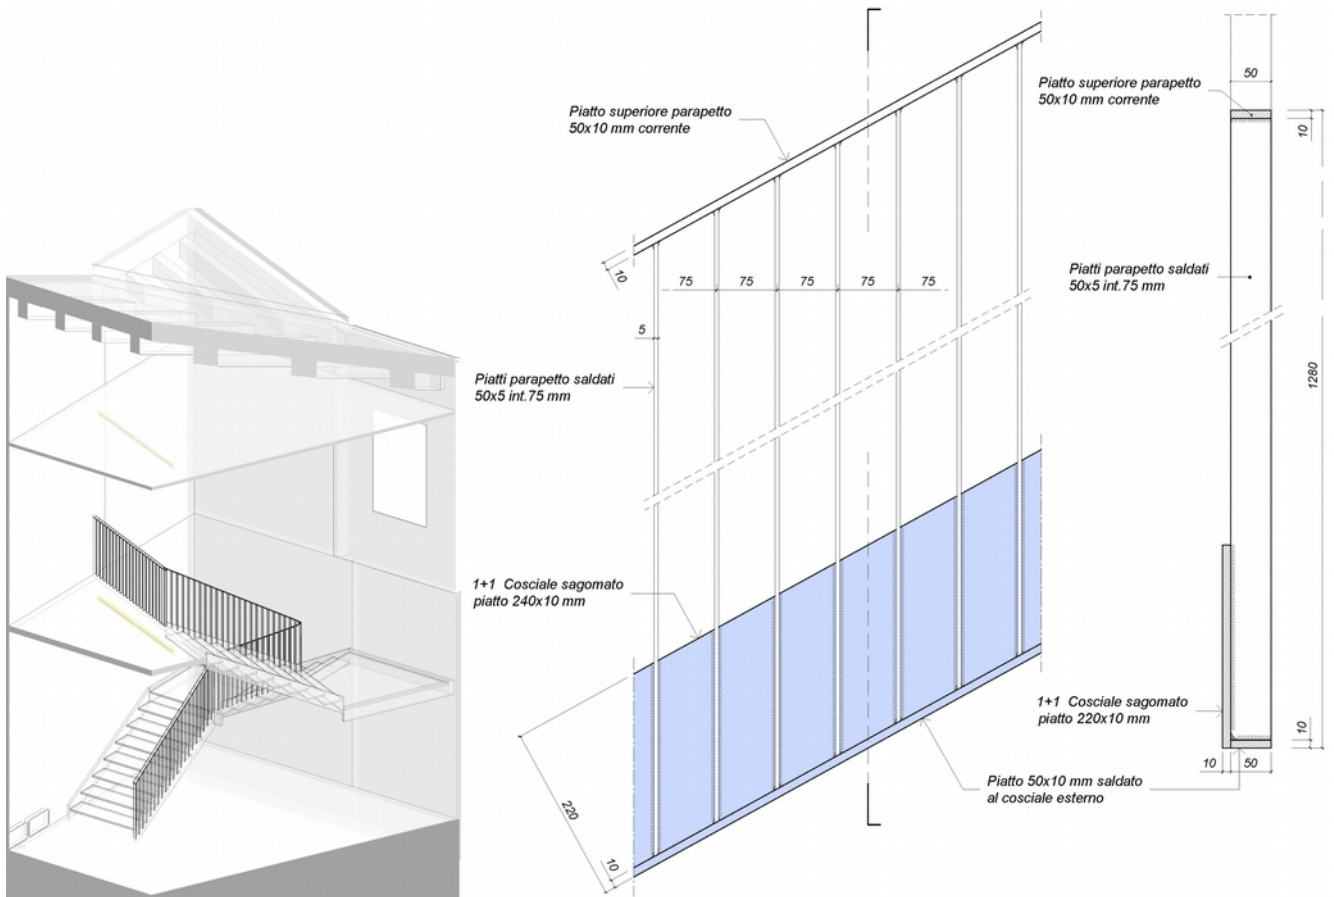 50
Piatto superiore parapetto
50x10 mm corrente
Piatto superiore parapetto
50x10 mm corrente
10
10
75
75
75
75
75
Piatti parapetto saldati
50x5 int.75 mm
5
Piatti parapetto saldati
50x5 int.75 mm
1280
1+1 Cosciale sagomato
piatto 240x10 mm
1+1 Cosciale sagomato
piatto 220x10 mm
10
10
50
Piatto 50x10 mm saldato
al cosciale esterno
220
10